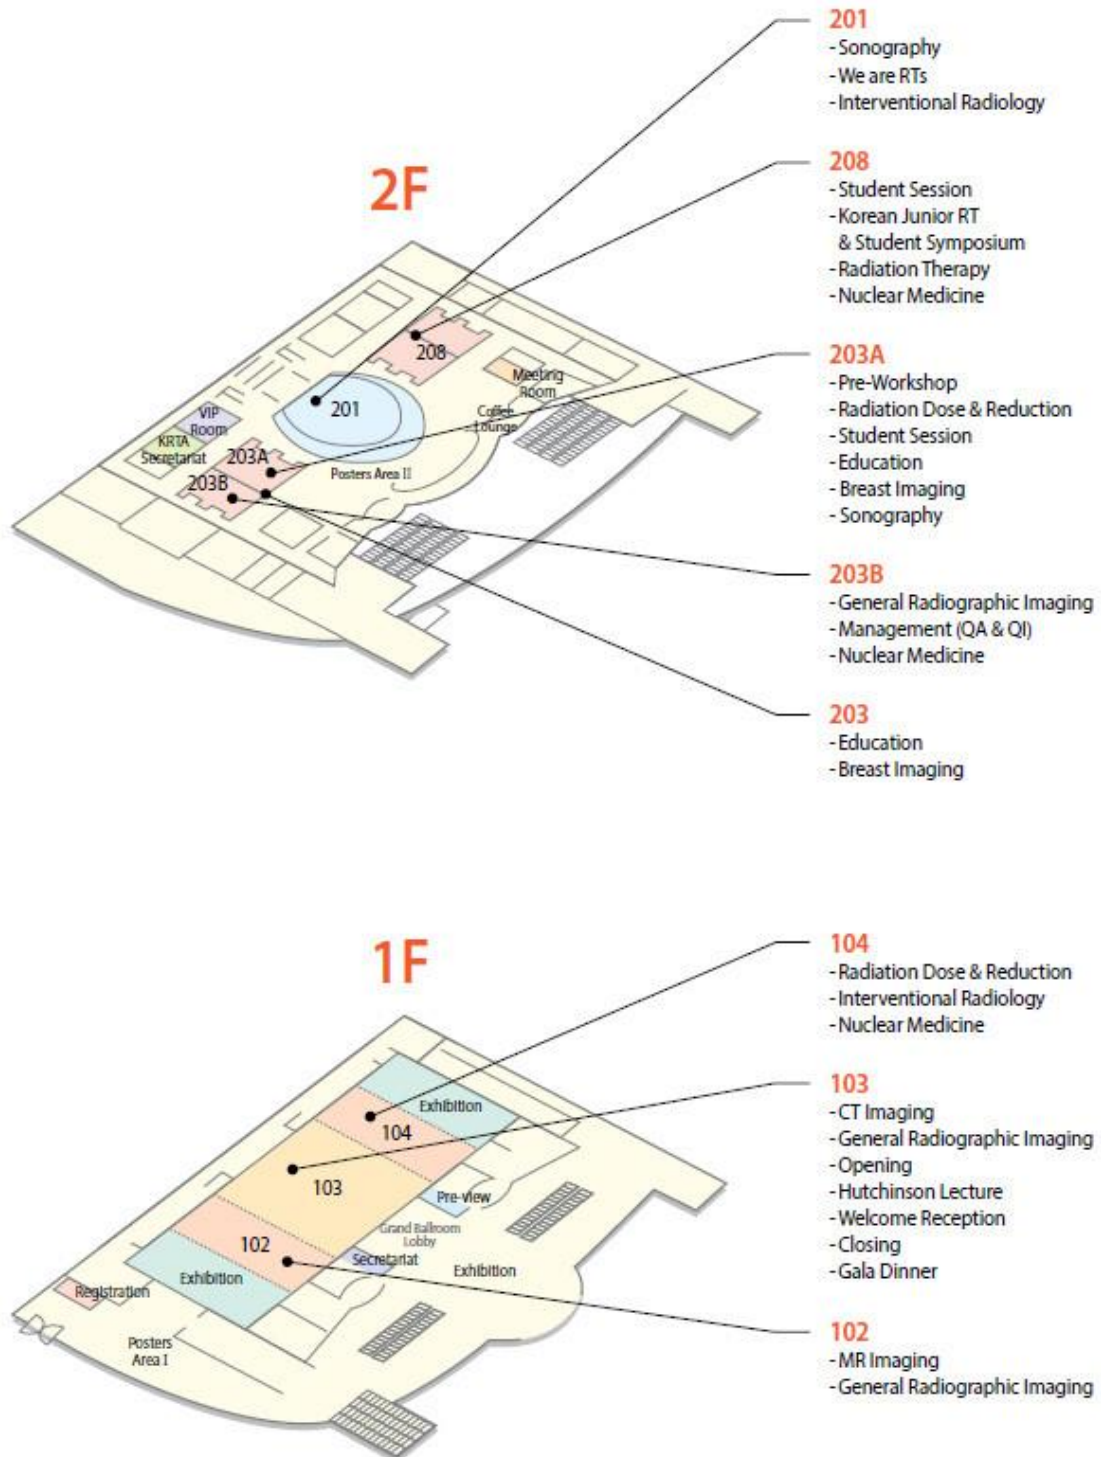 2F
208
Meeting
Room
Coffee
Lounge
201
VIP
Room
KRTA
Secretariat
203A
203B
Posters Area II
201
- Sonography
- We are RTs
- Interventional Radiology
208
- Student Session
- Korean Junior RT
& Student Symposium
- Radiation Therapy
- Nuclear Medicine
203A
- Pre-Workshop
- Radiation Dose & Reduction
- Student Session
- Education
- Breast Imaging
- Sonography
203B
- General Radiographic Imaging
- Management (QA & QI)
- Nuclear Medicine
203
- Education
- Breast Imaging
1F
Exhibition
104
103
Pre-view
Grand Ballroom
Lobby
102
Secretariat
Exhibition
Exhibition
Registration
Posters
Area I
104
- Radiation Dose & Reduction
- Interventional Radiology
- Nuclear Medicine
103
- CT Imaging
- General Radiographic Imaging
- Opening
- Hutchinson Lecture
- Welcome Reception
- Closing
- Gala Dinner
102
- MR Imaging
- General Radiographic Imaging